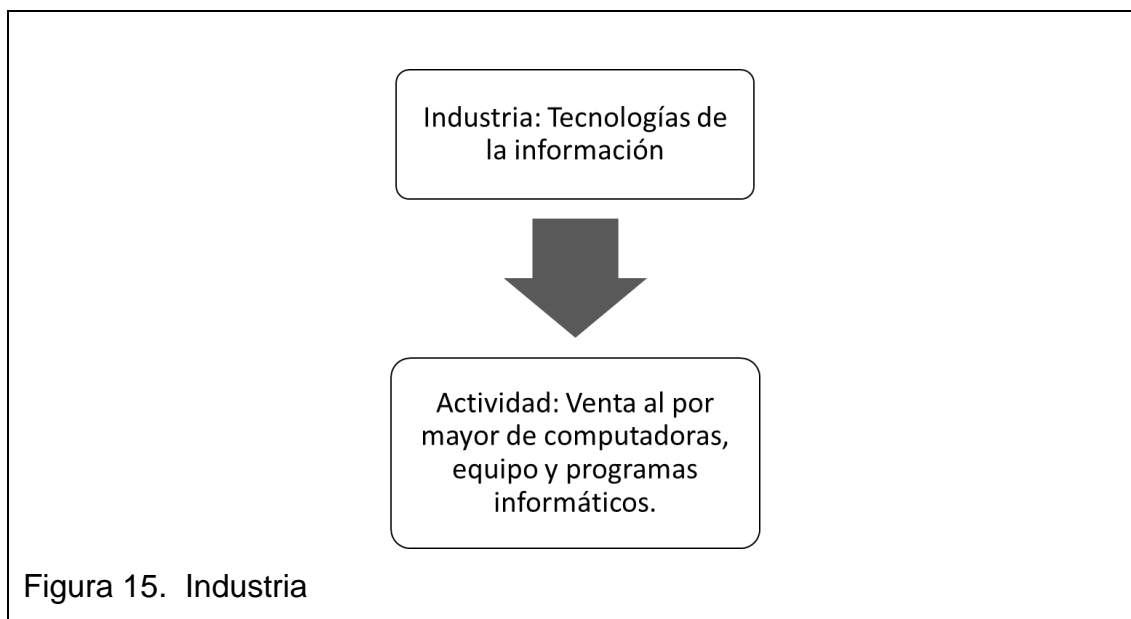 Industria: Tecnologías de
la información
Actividad: Venta al por
mayor de computadoras,
equipo y programas
informáticos.
Figura 15.  Industria